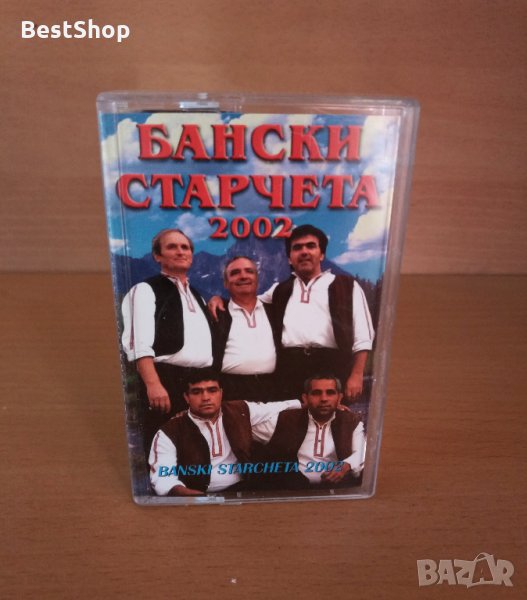 BestShop
БАНСКИ
СТАРЧЕТА
2002
BANSKI STARCHETA 2002
BAZAR